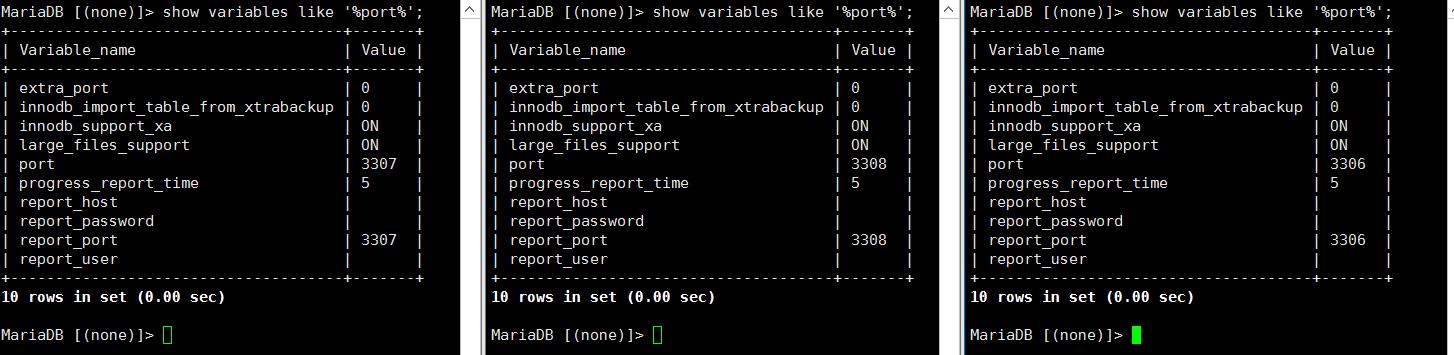 MariaDB [(none)]> show variables like '%port%';
+-------------------------------------+-------+
| Variable_name                       | Value |
+-------------------------------------+-------+
| extra_port                          | 0     |
| innodb_import_table_from_xtrabackup | 0     |
| innodb_support_xa                   | ON    |
| large_files_support                 | ON    |
| port                                | 3307  |
| progress_report_time                | 5     |
| report_host                         |       |
| report_password                     |       |
| report_port                         | 3307  |
| report_user                         |       |
+-------------------------------------+-------+
10 rows in set (0.00 sec)
MariaDB [(none)]>
MariaDB [(none)]> show variables like '%port%';
+-------------------------------------+-------+
| Variable_name                       | Value |
+-------------------------------------+-------+
| extra_port                          | 0     |
| innodb_import_table_from_xtrabackup | 0     |
| innodb_support_xa                   | ON    |
| large_files_support                 | ON    |
| port                                | 3308  |
| progress_report_time                | 5     |
| report_host                         |       |
| report_password                     |       |
| report_port                         | 3308  |
| report_user                         |       |
+-------------------------------------+-------+
10 rows in set (0.00 sec)
MariaDB [(none)]>
MariaDB [(none)]> show variables like '%port%';
+-------------------------------------+-------+
| Variable_name                       | Value |
+-------------------------------------+-------+
| extra_port                          | 0     |
| innodb_import_table_from_xtrabackup | 0     |
| innodb_support_xa                   | ON    |
| large_files_support                 | ON    |
| port                                | 3306  |
| progress_report_time                | 5     |
| report_host                         |       |
| report_password                     |       |
| report_port                         | 3306  |
| report_user                         |       |
+-------------------------------------+-------+
10 rows in set (0.00 sec)
MariaDB [(none)]>